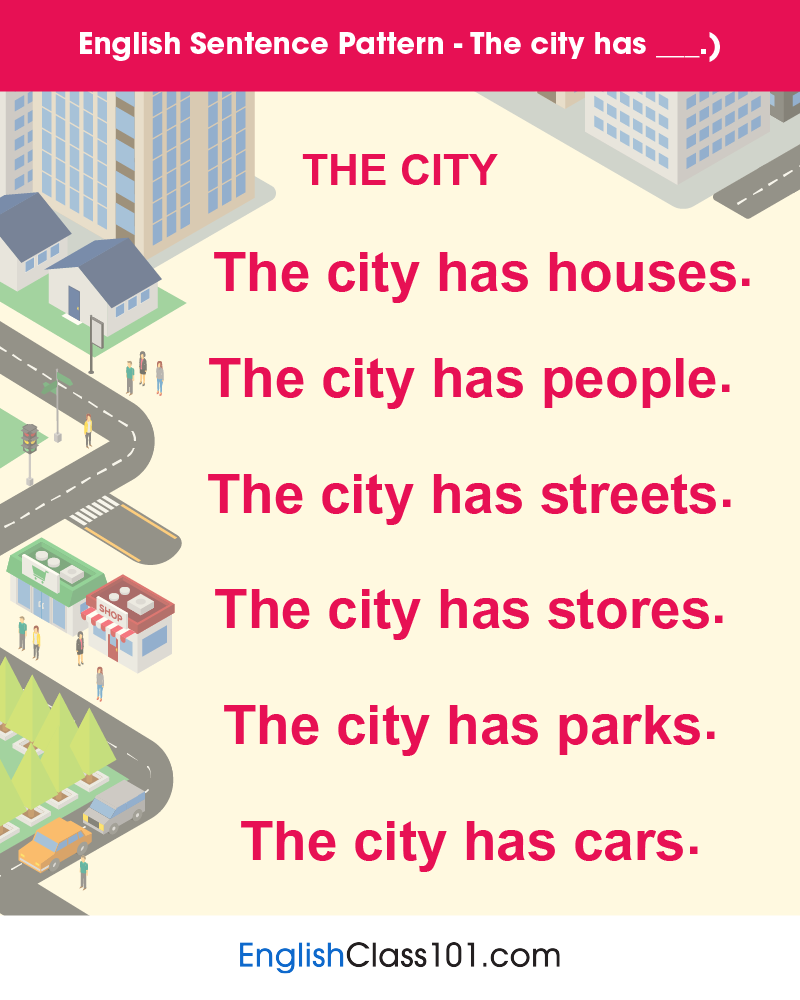 English Sentence Pattern - The city has ___.)
THE CITY
The city has houses.
The city has people.
The city has streets.
The city has stores.
SHOP
The city has parks.
The city has cars.
EnglishClass101.com